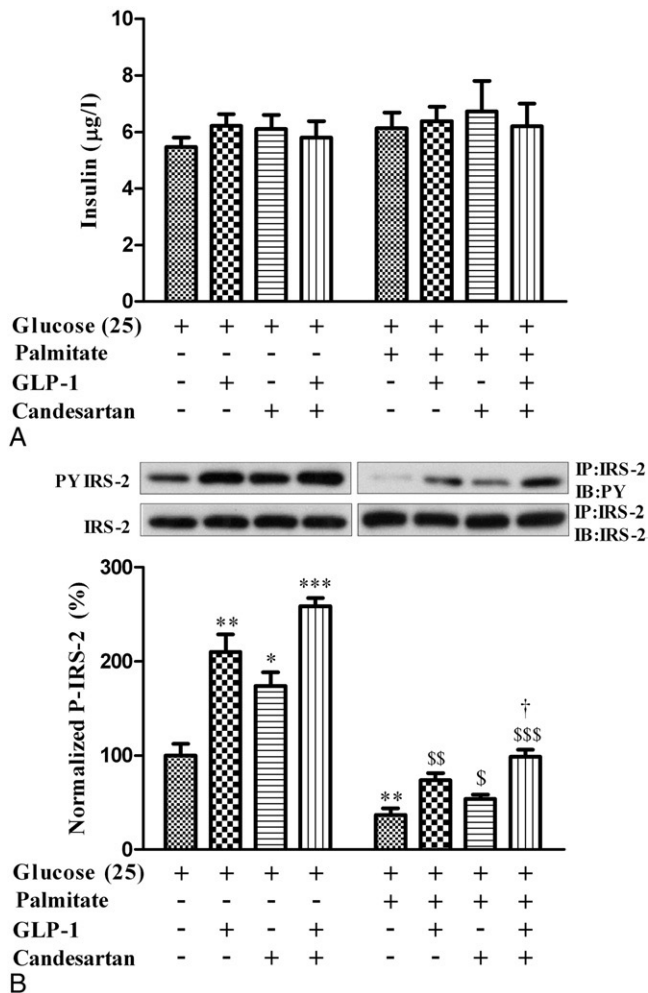 10
8
6
4
2
0
Insulin (μg/l)
Glucose (25) + + + + + + + +
Palmitate - - - - + + + +
GLP-1 - + - + - + - +
Candesartan - - + + - - + +
A
PY IRS-2
IP:IRS-2
IB:PY
IRS-2
IP:IRS-2
IB:IRS-2
300
200
100
0
Normalized P-IRS-2 (%)
**
*
***
**
$$
$
†
$$$
Glucose (25) + + + + + + + +
Palmitate - - - - + + + +
GLP-1 - + - + - + - +
Candesartan - - + + - - + +
B